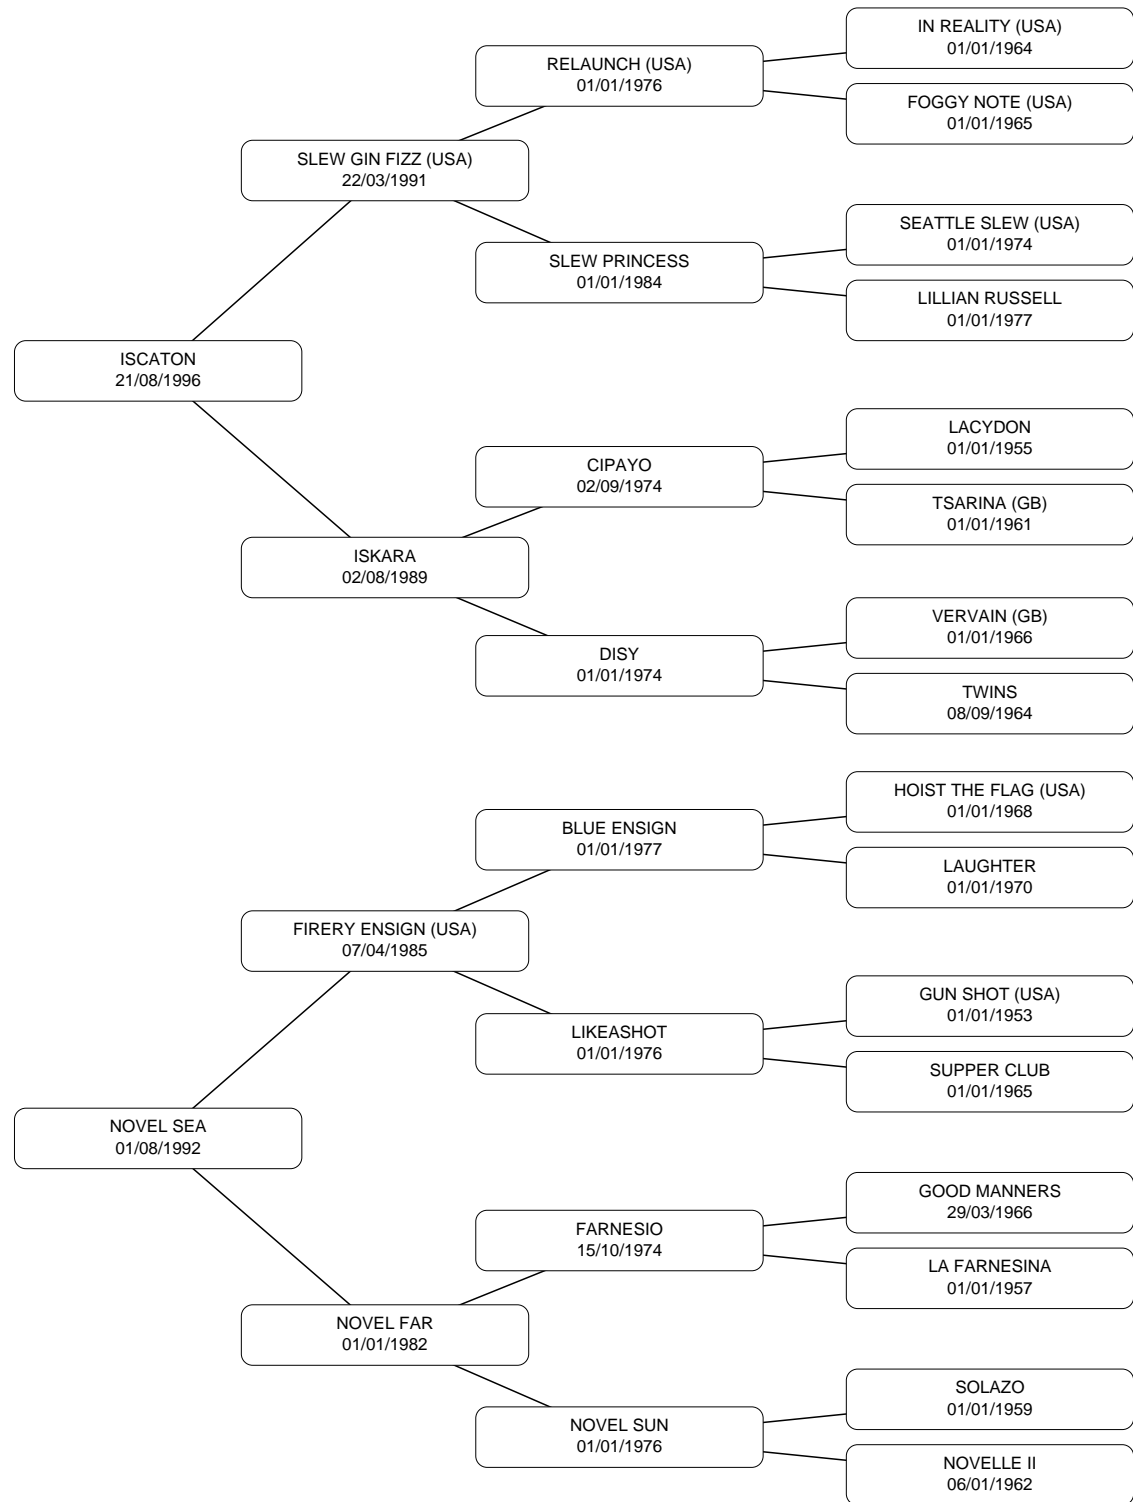 IN REALITY (USA)
01/01/1964
RELAUNCH (USA)
01/01/1976
FOGGY NOTE (USA)
01/01/1965
SLEW GIN FIZZ (USA)
22/03/1991
SEATTLE SLEW (USA)
01/01/1974
SLEW PRINCESS
01/01/1984
LILLIAN RUSSELL
01/01/1977
ISCATON
21/08/1996
LACYDON
01/01/1955
CIPAYO
02/09/1974
TSARINA (GB)
01/01/1961
ISKARA
02/08/1989
VERVAIN (GB)
01/01/1966
DISY
01/01/1974
TWINS
08/09/1964
HOIST THE FLAG (USA)
01/01/1968
BLUE ENSIGN
01/01/1977
LAUGHTER
01/01/1970
FIRERY ENSIGN (USA)
07/04/1985
GUN SHOT (USA)
01/01/1953
LIKEASHOT
01/01/1976
SUPPER CLUB
01/01/1965
NOVEL SEA
01/08/1992
GOOD MANNERS
29/03/1966
FARNESIO
15/10/1974
LA FARNESINA
01/01/1957
NOVEL FAR
01/01/1982
SOLAZO
01/01/1959
NOVEL SUN
01/01/1976
NOVELLE II
06/01/1962